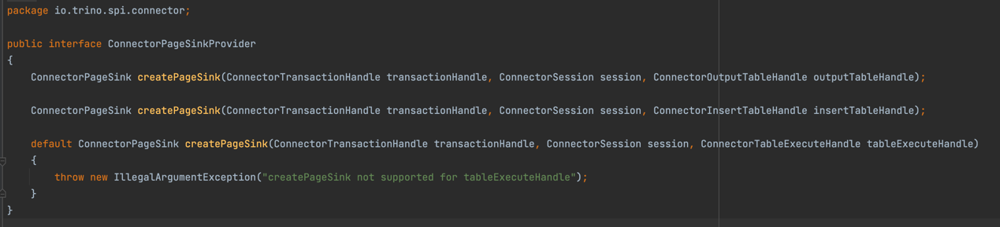 package io.trino.spi.connector;
public interface ConnectorPageSinkProvider
{
ConnectorPageSink createPageSink(ConnectorTransactionHandle transactionHandle, ConnectorSession session, ConnectorOutputTableHandle outputTableHandle);
ConnectorPageSink createPageSink(ConnectorTransactionHandle transactionHandle, ConnectorSession session, ConnectorInsertTableHandle insertTableHandle);
default ConnectorPageSink createPageSink(ConnectorTransactionHandle transactionHandle, ConnectorSession session, ConnectorTableExecuteHandle tableExecuteHandle)
{
throw new IllegalArgumentException("createPageSink not supported for tableExecuteHandle");
}
}